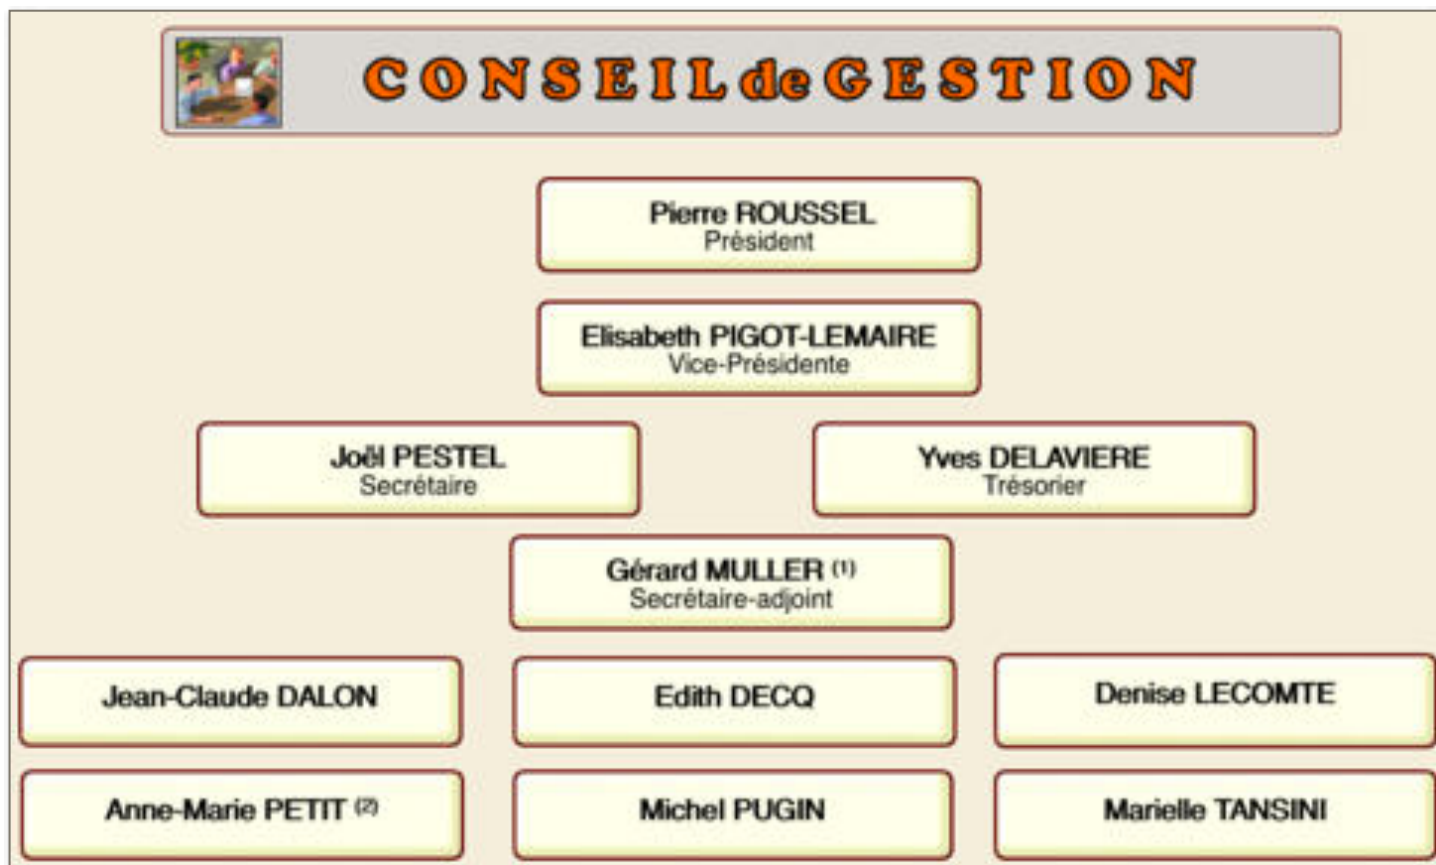 CONSEIL de GESTION
Pierre ROUSSEL
Président
Elisabeth PIGOT-LEMAIRE
Vice-Présidente
Joël PESTEL
Secrétaire
Yves DELAVIERE
Trésorier
Gérard MULLER (1)
Secrétaire-adjoint
Jean-Claude DALON
Edith DECQ
Denise LECOMTE
Anne-Marie PETIT (2)
Michel PUGIN
Marielle TANSINI